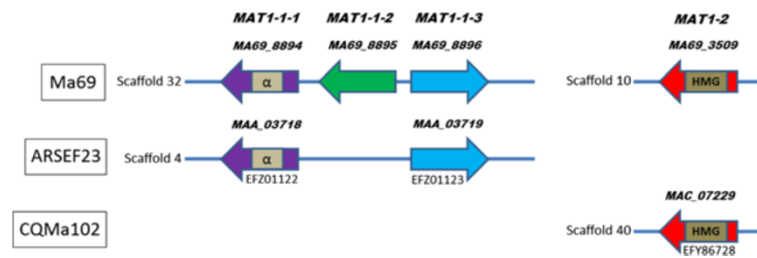 MAT1-1-1 MAT1-1-2 MAT1-1-3 MAT1-2
MA69_8894 MA69_8895 MA69_8896 MA69_3509
Ma69 Scaffold 32 α Scaffold 10 HMG
MAA_03718 MAA_03719
ARSEF23 Scaffold 4 α
EFZ01122 EFZ01123
MAC_07229
CQMa102 Scaffold 40 HMG
EFY86728